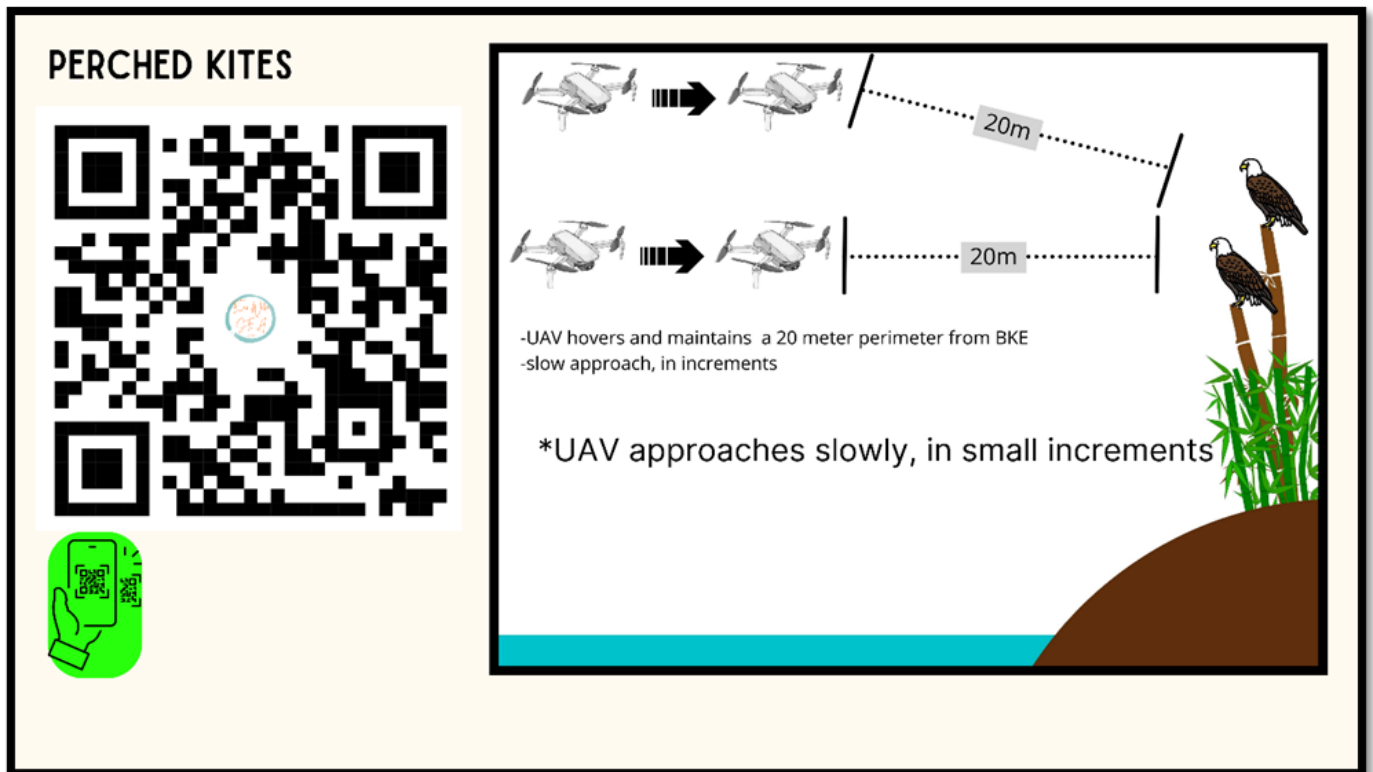 PERCHED KITES
20m
20m
-UAV hovers and maintains  a 20 meter perimeter from BKE
-slow approach, in increments
*UAV approaches slowly, in small increments